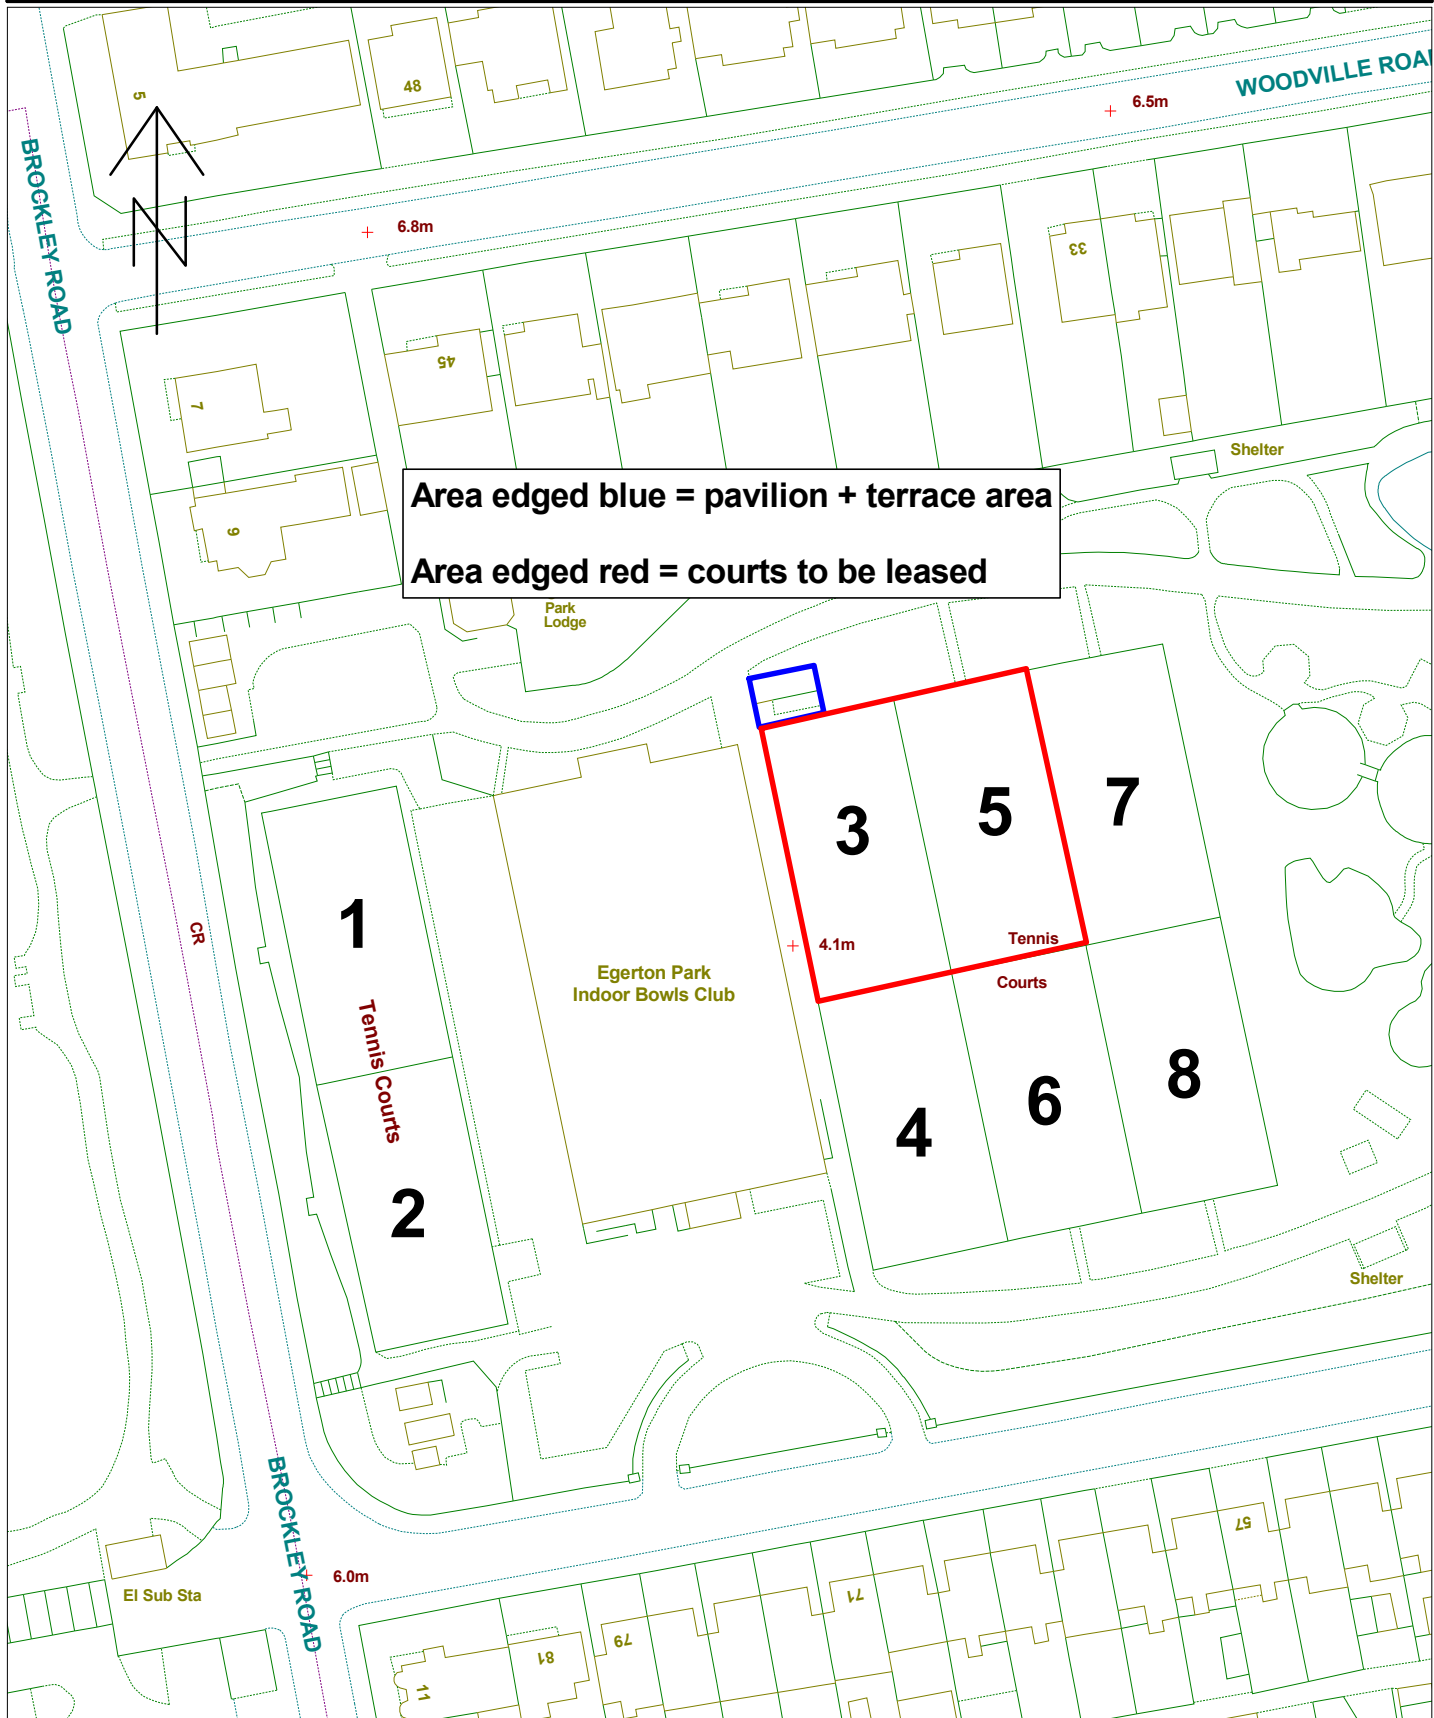 WOODVILLE ROA
5
48
6.5m
BROCKLEY ROAD
N
6.8m
33
45
7
Shelter
9
Area edged blue = pavilion + terrace area
Area edged red = courts to be leased
Park
Lodge
3
5
7
1
CR
4.1m
Tennis
Courts
Egerton Park
Indoor Bowls Club
Tennis Courts
2
4
6
8
Shelter
BROCKLEY ROAD
6.0m
El Sub Sta
57
71
79
81
11